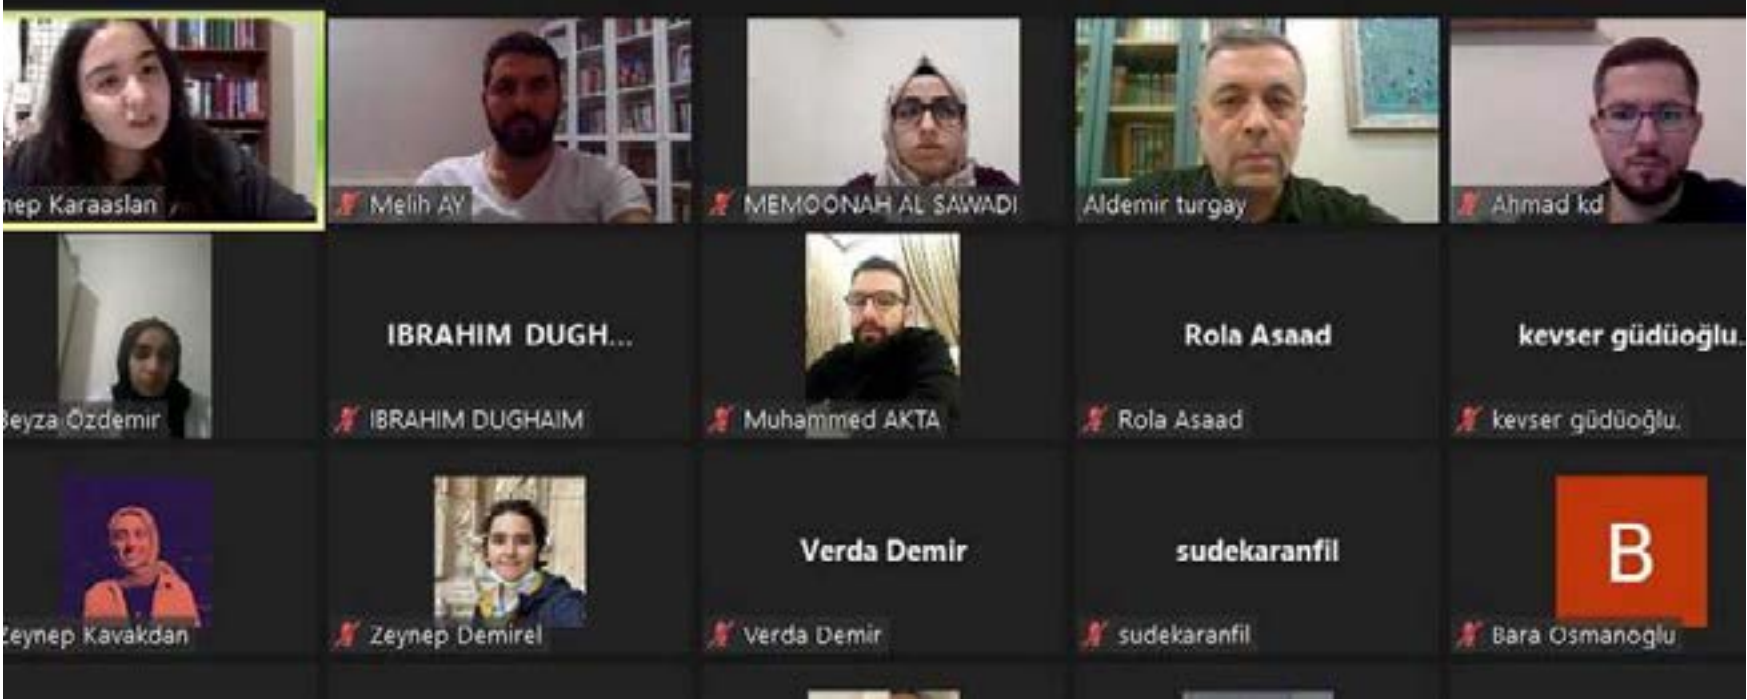 nep Karaaslan
Melih AY
MEMOONAH AL SAWADI
Aldemir turgay
Ahmad kd
Beyza Özdemir
IBRAHIM DUGH...
IBRAHIM DUGHAIM
Muhammed AKTA
Rola Asaad
Rola Asaad
kevser güdüoğlu..
kevser güdüoğlu.
Zeynep Kavakdan
Zeynep Demirel
Verda Demir
Verda Demir
sudekaranfil
sudekaranfil
B
Bara Osmanoğlu